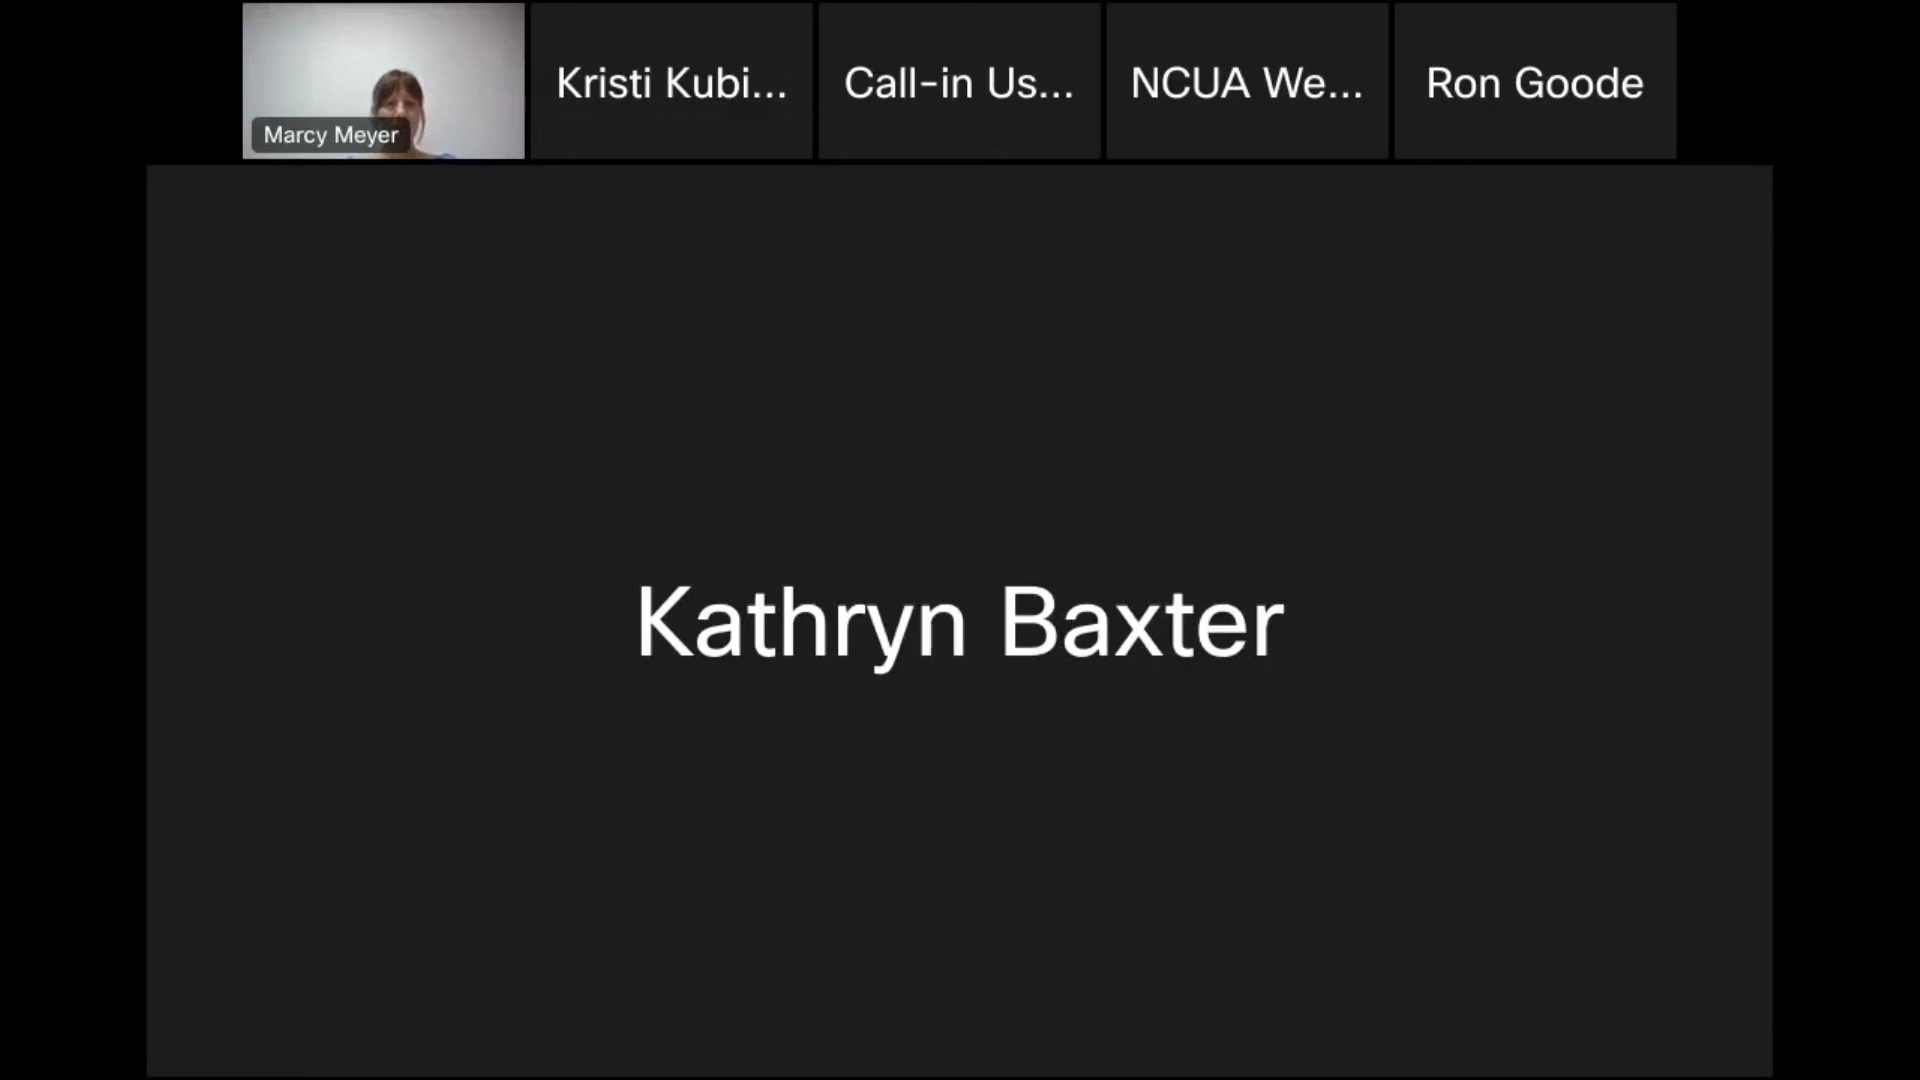 Marcy Meyer
Kristi Kubi...
Call-in Us...
NCUA We...
Ron Goode
Kathryn Baxter